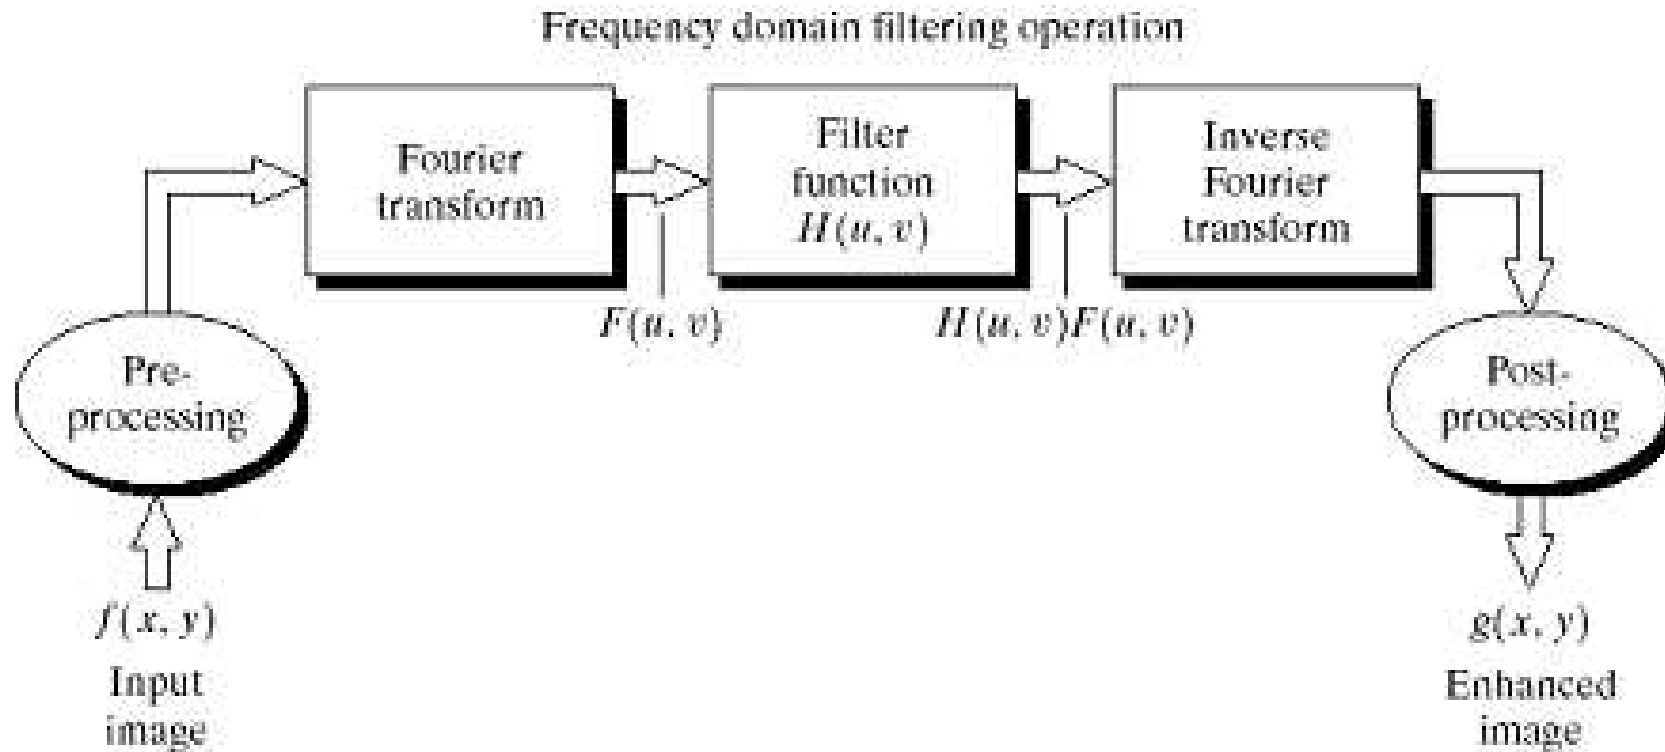 Frequency domain filtering operation
Fourier
transform
Filter
function
H(u, v)
Inverse
Fourier
transform
F(u, v)
H(u, v)F(u, v)
Pre-
processing
Post-
processing
f(x, y)
Input
image
g(x, y)
Enhanced
image